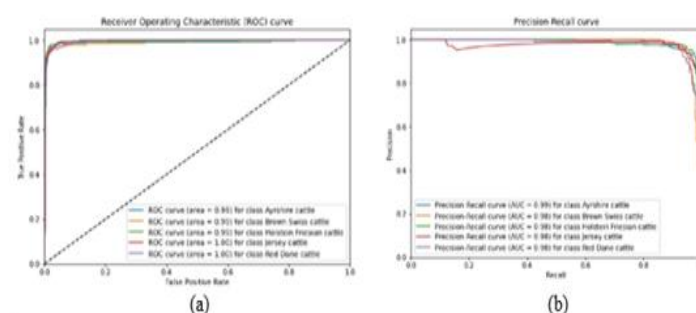 Receiver Operating Characteristic (ROC) curve
True Positive Rate
1.0
0.8
0.6
0.4
0.2
0.0
ROC curve (area = ) for class Ayrshire cattle
ROC curve (area = ) for class Brown Swiss cattle
ROC curve (area = ) for class Holstein Friesian cattle
ROC curve (area = 1.00) for class Jersey cattle
ROC curve (area = 1.00) for class Red Dane cattle
0.0 0.2 0.4 0.6 0.8 1.0
False Positive Rate
(a)
Precision-Recall curve
Precision
1.0
0.8
0.6
0.4
0.2
0.0
Precision-Recall curve (AUC = 0.99) for class Ayrshire cattle
Precision-Recall curve (AUC = 0.98) for class Brown Swiss cattle
Precision-Recall curve (AUC = 0.98) for class Holstein Friesian cattle
Precision-Recall curve (AUC = 0.98) for class Jersey cattle
Precision-Recall curve (AUC = 0.98) for class Red Dane cattle
0.0 0.2 0.4 0.6 0.8
Recall
(b)